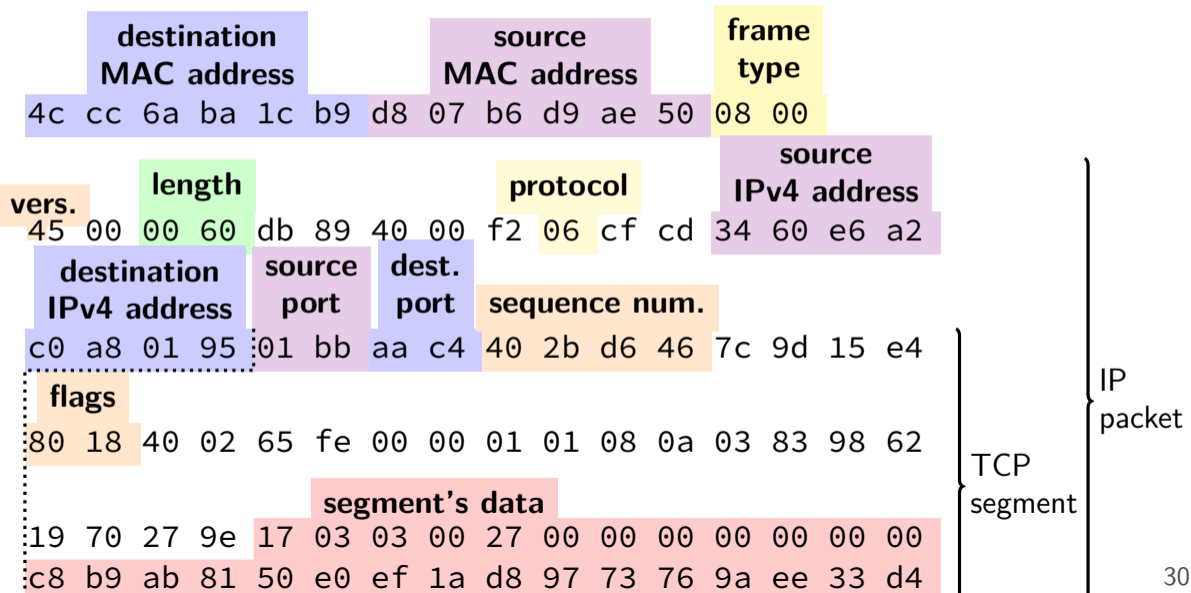 destination
MAC address
source
MAC address
frame
type
4c cc 6a ba 1c b9 d8 07 b6 d9 ae 50 08 00
vers.
length
protocol
source
IPv4 address
45 00 00 60 db 89 40 00 f2 06 cf cd 34 60 e6 a2
destination
IPv4 address
source
port
dest.
port
sequence num.
c0 a8 01 95 01 bb aa c4 40 2b d6 46 7c 9d 15 e4
flags
80 18 40 02 65 fe 00 00 01 01 08 0a 03 83 98 62
segment's data
19 70 27 9e 17 03 03 00 27 00 00 00 00 00 00 00
c8 b9 ab 81 50 e0 ef 1a d8 97 73 76 9a ee 33 d4
TCP
segment
IP
packet
30